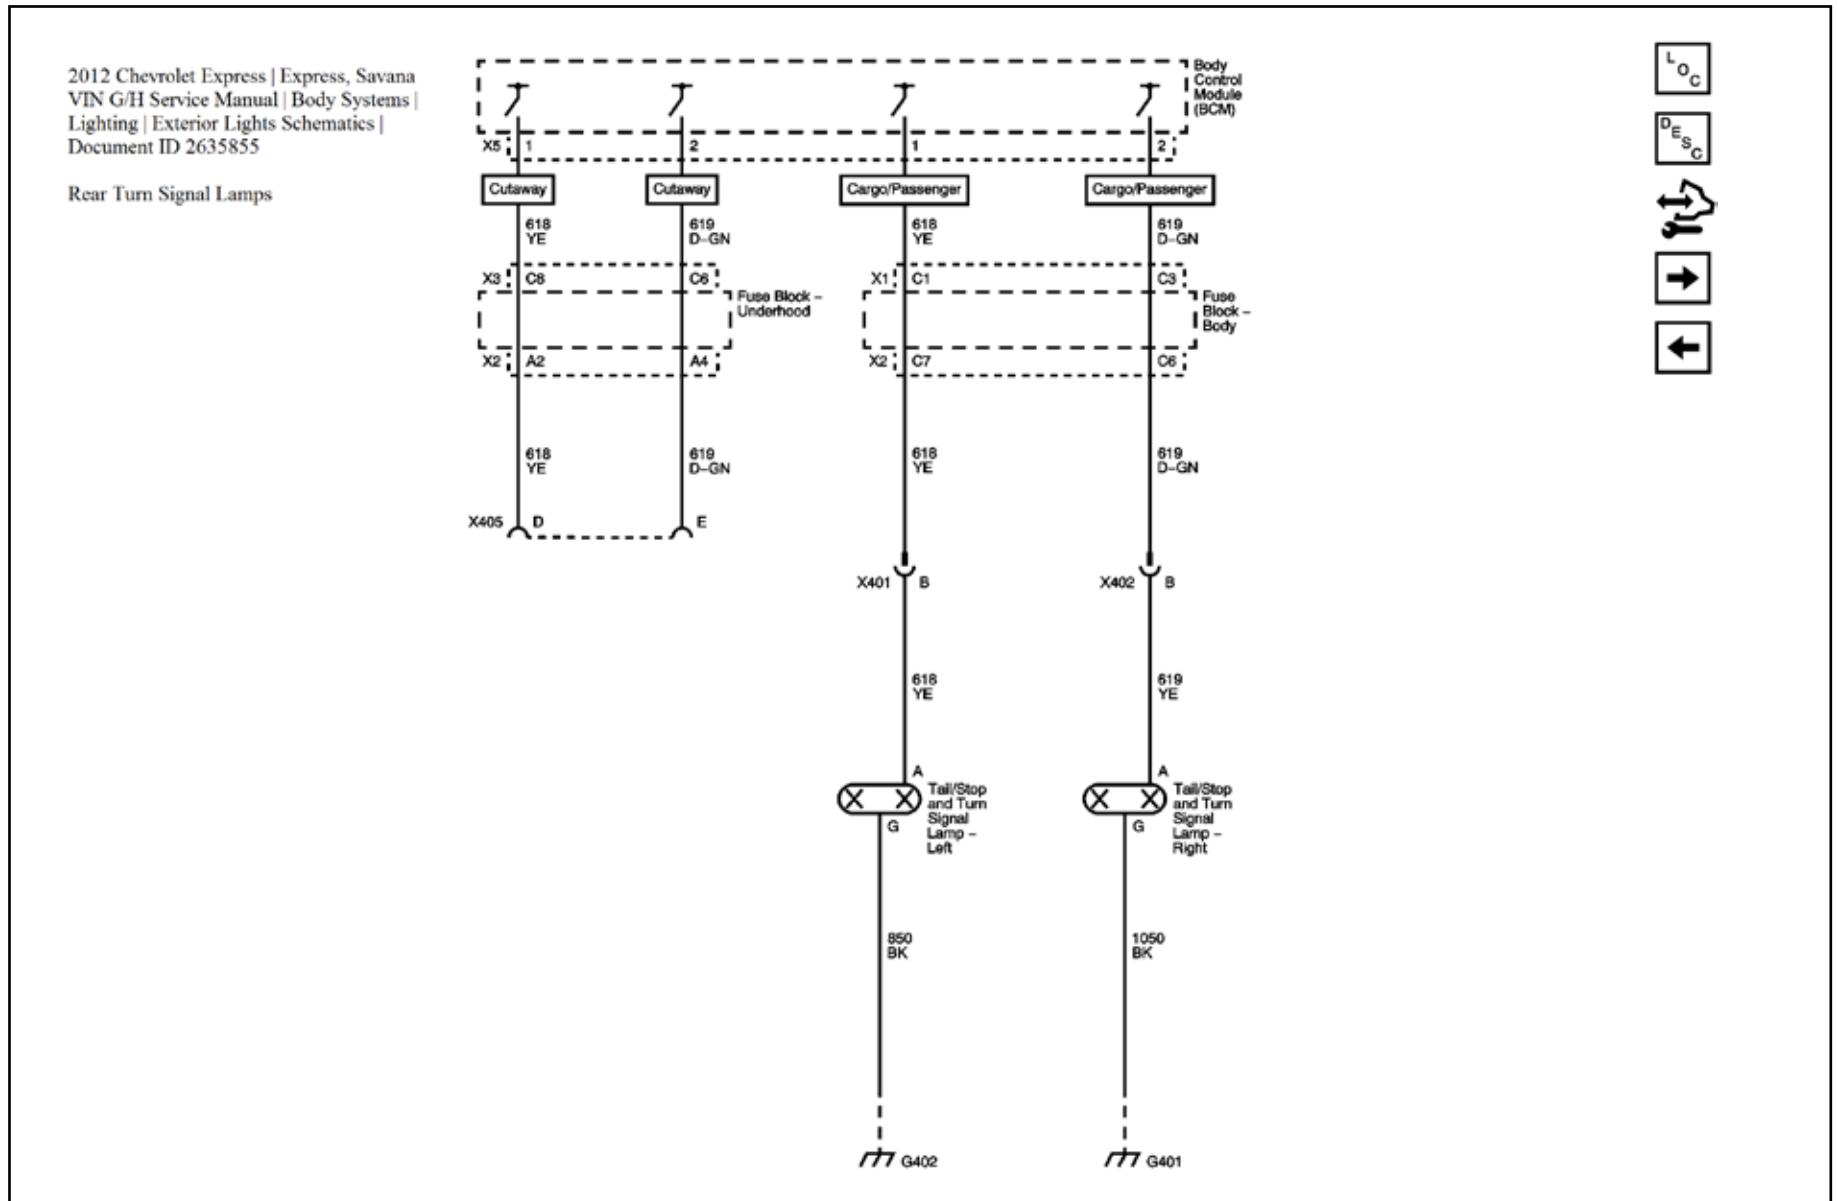 2012 Chevrolet Express | Express, Savana
VIN G/H Service Manual | Body Systems |
Lighting | Exterior Lights Schematics |
Document ID 2635855
Rear Turn Signal Lamps
Body
Control
Module
(BCM)
X5 1 2 1 2
Cutaway Cutaway Cargo/Passenger Cargo/Passenger
618 619 618 619
YE D-GN YE D-GN
X3 C8 C6 X1 C1 C3
Fuse Block –
Underhood
Fuse
Block –
Body
X2 A2 A4 X2 C7 C6
618 619 618 619
YE D-GN YE D-GN
X405 D E
X401 B X402 B
618 619
YE YE
A A
Tail/Stop
and Turn
Signal
Lamp –
Left
G
Tail/Stop
and Turn
Signal
Lamp –
Right
G
850 1050
BK BK
G402 G401
LOC
DESC